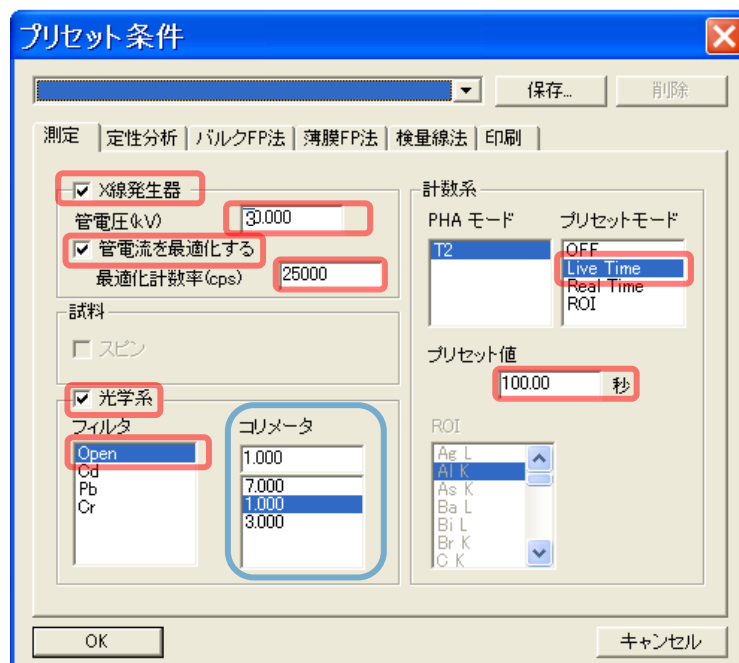 プリセット条件
保存...
削除
測定
定性分析
バルクFP法
薄膜FP法
検量線法
印刷
X線発生器
管電圧(kV)
30.000
管電流を最適化する
最適化計数率(cps)
25000
試料
スピン
光学系
フィルタ
Open
Cd
Pb
Cr
コリメータ
1.000
7.000
1.000
3.000
計数系
PHA モード
T2
プリセットモード
OFF
Live Time
Real Time
ROI
プリセット値
100.00 秒
ROI
Ag L
Al K
As K
Ba L
Bi L
Br K
C K
OK
キャンセル